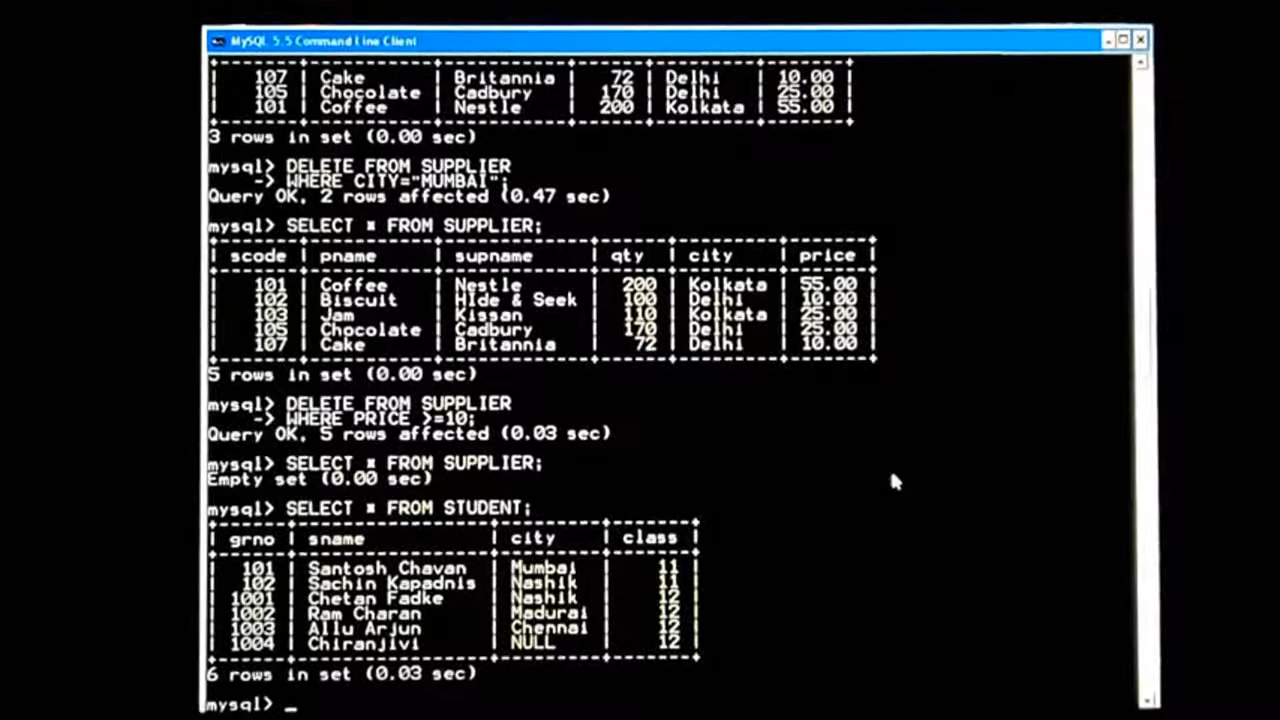 MySQL 5.5 Command Line Client
| 107 | Cake | Britannia | 72 | Delhi | 10.00 |
| 105 | Chocolate | Cadbury | 170 | Delhi | 25.00 |
| 101 | Coffee | Nestle | 200 | Kolkata | 55.00 |
3 rows in set (0.00 sec)
mysql> DELETE FROM SUPPLIER
-> WHERE CITY="MUMBAI";
Query OK, 2 rows affected (0.47 sec)
mysql> SELECT * FROM SUPPLIER;
| scode | pname | supname | qty | city | price |
| 101 | Coffee | Nestle | 200 | Kolkata | 55.00 |
| 102 | Biscuit | Hide & Seek | 100 | Delhi | 10.00 |
| 103 | Jam | Kissan | 110 | Kolkata | 25.00 |
| 105 | Chocolate | Cadbury | 170 | Delhi | 25.00 |
| 107 | Cake | Britannia | 72 | Delhi | 10.00 |
5 rows in set (0.00 sec)
mysql> DELETE FROM SUPPLIER
-> WHERE PRICE >=10;
Query OK, 5 rows affected (0.03 sec)
mysql> SELECT * FROM SUPPLIER;
Empty set (0.00 sec)
mysql> SELECT * FROM STUDENT;
| grno | sname | city | class |
| 101 | Santosh Chavan | Mumbai | 11 |
| 102 | Sachin Kapadnis | Nashik | 11 |
| 1001 | Chetan Fadke | Nashik | 12 |
| 1002 | Ram Charan | Madurai | 12 |
| 1003 | Allu Arjun | Chennai | 12 |
| 1004 | Chiranjivi | NULL | 12 |
6 rows in set (0.03 sec)
mysql> _